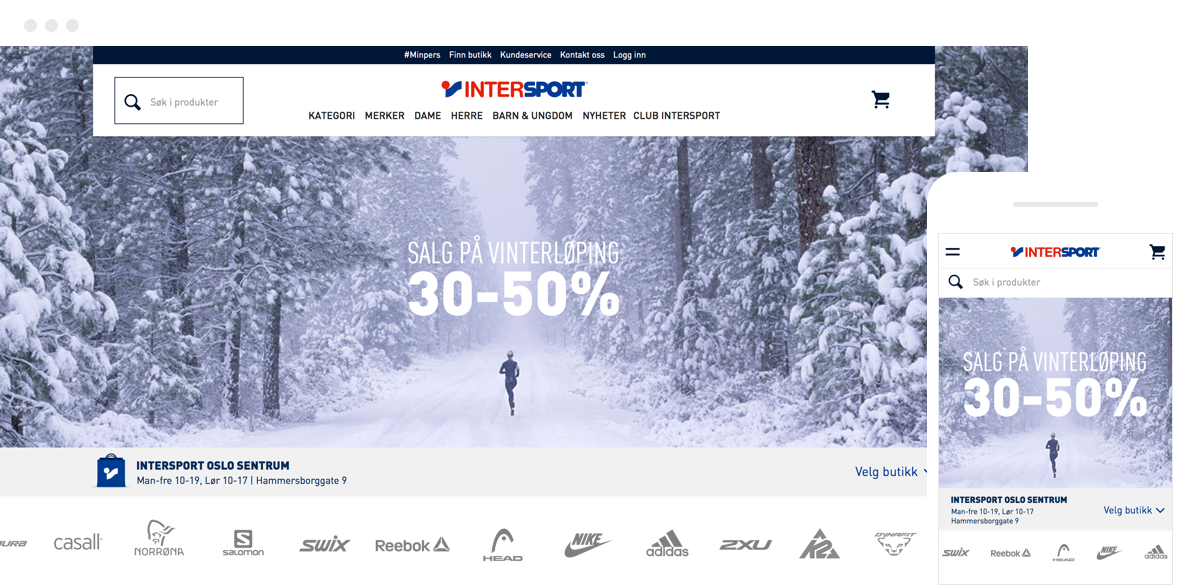 #Minpers Finn butikk Kundeservice Kontakt oss Logg inn
Søk i produkter
INTERSPORT
KATEGORI MERKER DAME HERRE BARN & UNGDOM NYHETER CLUB INTERSPORT
SALG PÅ VINTERLØPING
30-50%
INTERSPORT OSLO SENTRUM
Man-fre 10-19, Lør 10-17 | Hammersborggate 9
Velg butikk
casall
NORRØNA
SALOMON
SWIX
Reebok
HEAD
NIKE
adidas
2XU
K2
DYNAFIT
INTERSPORT
Søk i produkter
SALG PÅ VINTERLØPING
30-50%
INTERSPORT OSLO SENTRUM
Man-fre 10-19, Lør 10-17
Hammersborggate 9
Velg butikk
SWIX
Reebok
HEAD
NIKE
adidas